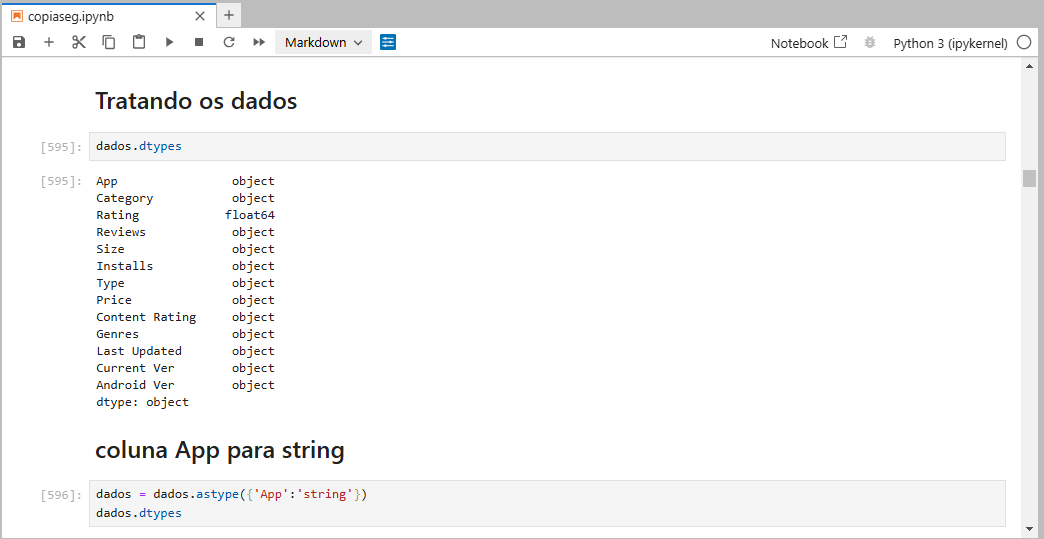 copiaseg.ipynb
Markdown
Notebook
Python 3 (ipykernel)
Tratando os dados
[595]: dados.dtypes
[595]: App object
Category object
Rating float64
Reviews object
Size object
Installs object
Type object
Price object
Content Rating object
Genres object
Last Updated object
Current Ver object
Android Ver object
dtype: object
coluna App para string
[596]: dados = dados.astype({'App':'string'})
dados.dtypes